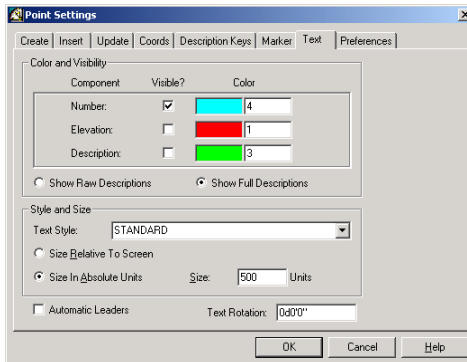 Point Settings
Create Insert Update Coords Description Keys Marker Text Preferences
Color and Visibility
Component Visible? Color
Number: 4
Elevation: 1
Description: 3
Show Raw Descriptions Show Full Descriptions
Style and Size
Text Style: STANDARD
Size Relative To Screen
Size In Absolute Units Size: 500 Units
Automatic Leaders Text Rotation: 0d0'0"
OK Cancel Help